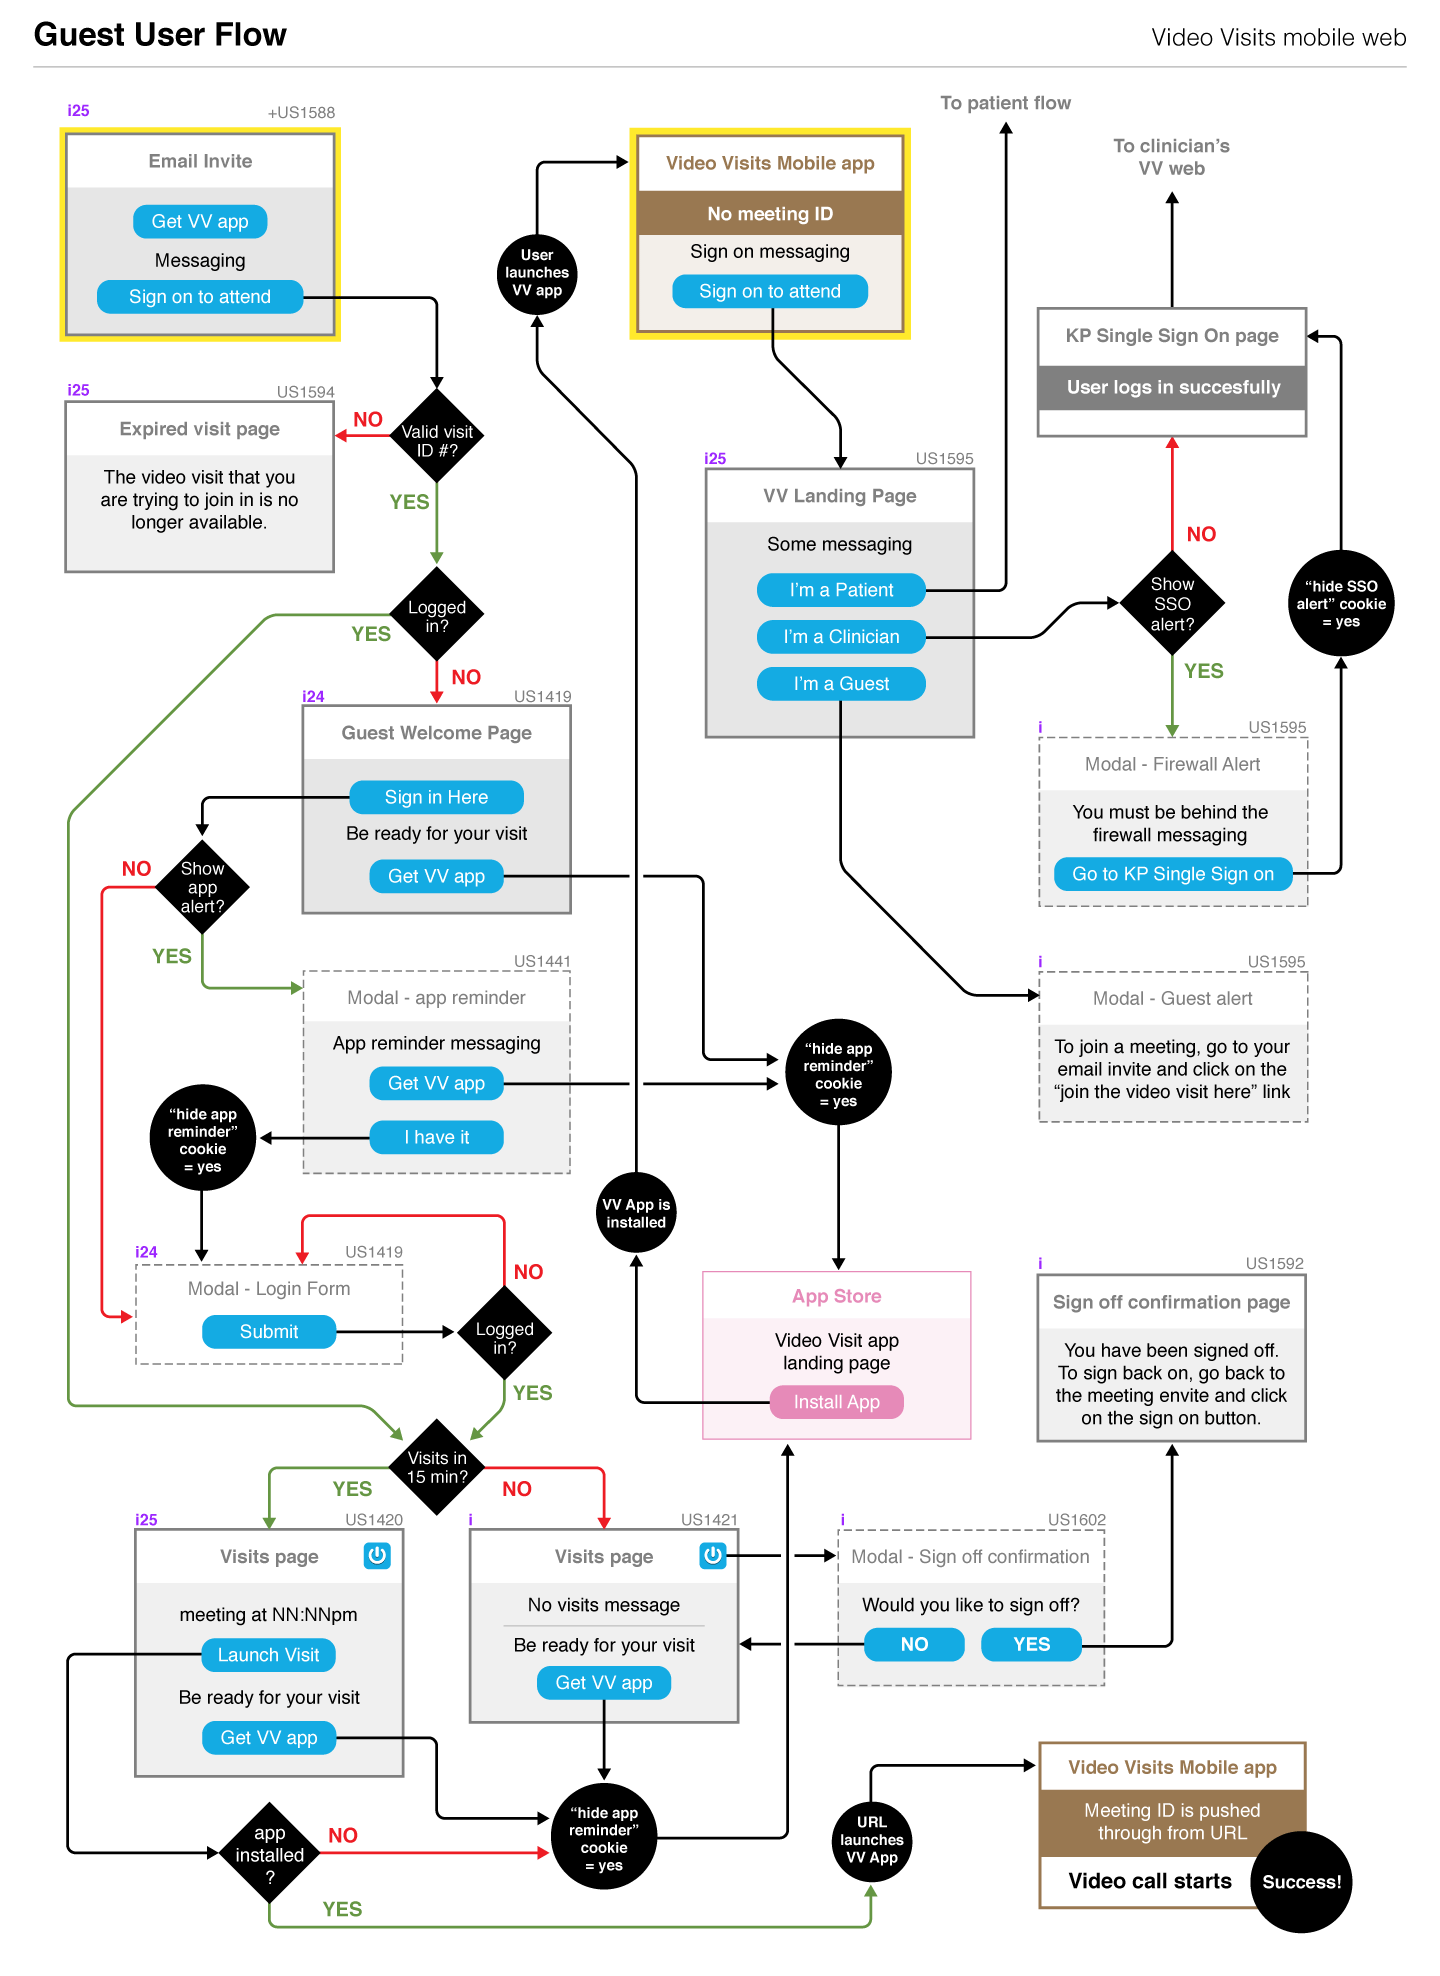 Guest User Flow
Video Visits mobile web
i25
+US1588
Email Invite
Get VV app
Messaging
Sign on to attend
User
launches
VV app
Video Visits Mobile app
No meeting ID
Sign on messaging
Sign on to attend
To patient flow
To clinician's
VV web
KP Single Sign On page
User logs in succesfully
i25
US1594
Expired visit page
The video visit that you
are trying to join in is no
longer available.
NO
Valid visit
ID #?
YES
Logged
in?
YES
NO
i25
US1595
VV Landing Page
Some messaging
I'm a Patient
I'm a Clinician
I'm a Guest
NO
Show
SSO
alert?
YES
“hide SSO
alert” cookie
= yes
i24
US1419
Guest Welcome Page
Sign in Here
Be ready for your visit
Get VV app
i
US1595
Modal - Firewall Alert
You must be behind the
firewall messaging
Go to KP Single Sign on
NO
Show
app
alert?
YES
US1441
Modal - app reminder
App reminder messaging
Get VV app
I have it
i
US1595
Modal - Guest alert
To join a meeting, go to your
email invite and click on the
“join the video visit here” link
“hide app
reminder”
cookie
= yes
“hide app
reminder”
cookie
= yes
VV App is
installed
i24
US1419
Modal - Login Form
Submit
NO
Logged
in?
YES
App Store
Video Visit app
landing page
Install App
i
US1592
Sign off confirmation page
You have been signed off.
To sign back on, go back to
the meeting envite and click
on the sign on button.
Visits in
15 min?
YES
NO
i25
US1420
Visits page
meeting at NN:NNpm
Launch Visit
Be ready for your visit
Get VV app
i
US1421
Visits page
No visits message
Be ready for your visit
Get VV app
i
US1602
Modal - Sign off confirmation
Would you like to sign off?
NO
YES
app
installed
?
NO
YES
“hide app
reminder”
cookie
= yes
URL
launches
VV App
Video Visits Mobile app
Meeting ID is pushed
through from URL
Video call starts
Success!